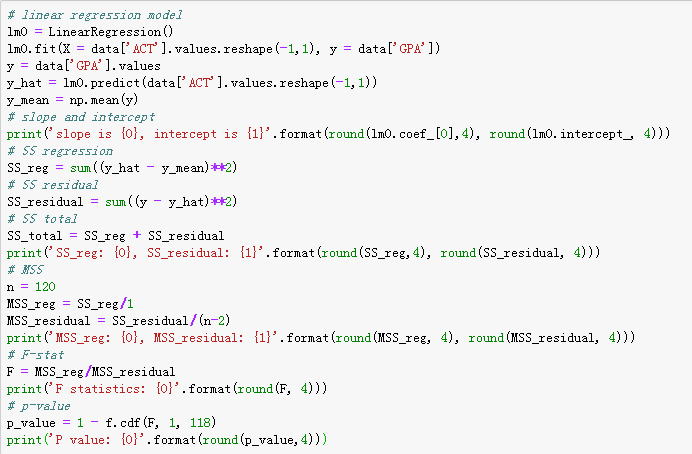 # linear regression model
lm0 = LinearRegression()
lm0.fit(X = data['ACT'].values.reshape(-1,1), y = data['GPA'])
y = data['GPA'].values
y_hat = lm0.predict(data['ACT'].values.reshape(-1,1))
y_mean = np.mean(y)
# slope and intercept
print('slope is {0}, intercept is {1}'.format(round(lm0.coef_[0],4), round(lm0.intercept_, 4)))
# SS regression
SS_reg = sum((y_hat - y_mean)**2)
# SS residual
SS_residual = sum((y - y_hat)**2)
# SS total
SS_total = SS_reg + SS_residual
print('SS_reg: {0}, SS_residual: {1}'.format(round(SS_reg,4), round(SS_residual, 4)))
# MSS
n = 120
MSS_reg = SS_reg/1
MSS_residual = SS_residual/(n-2)
print('MSS_reg: {0}, MSS_residual: {1}'.format(round(MSS_reg, 4), round(MSS_residual, 4)))
# F-stat
F = MSS_reg/MSS_residual
print('F statistics: {0}'.format(round(F, 4)))
# p-value
p_value = 1 - f.cdf(F, 1, 118)
print('P value: {0}'.format(round(p_value,4)))